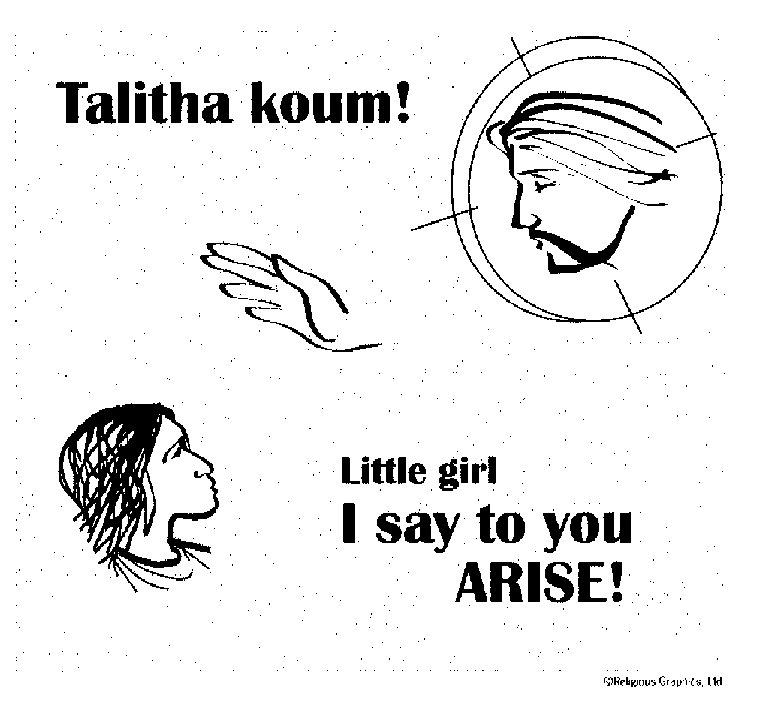 Talitha koum!
Little girl
I say to you
ARISE!
©Religious Graphics, Ltd